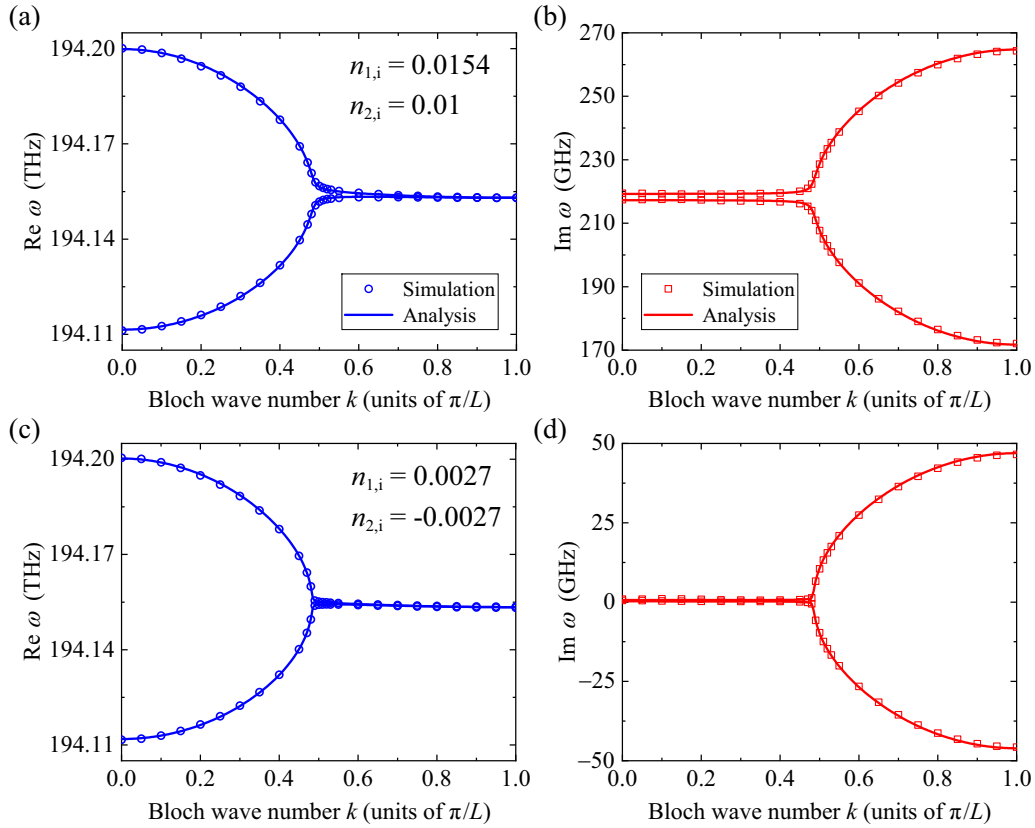 (a)
194.20
194.17
194.14
194.11
Re ω (THz)
n1,i = 0.0154
n2,i = 0.01
Simulation
Analysis
0.0 0.2 0.4 0.6 0.8 1.0
Bloch wave number k (units of π/L)
(b)
270
250
230
210
190
170
Im ω (GHz)
Simulation
Analysis
0.0 0.2 0.4 0.6 0.8 1.0
Bloch wave number k (units of π/L)
(c)
194.20
194.17
194.14
194.11
Re ω (THz)
n1,i = 0.0027
n2,i = -0.0027
0.0 0.2 0.4 0.6 0.8 1.0
Bloch wave number k (units of π/L)
(d)
50
25
0
−25
−50
Im ω (GHz)
0.0 0.2 0.4 0.6 0.8 1.0
Bloch wave number k (units of π/L)